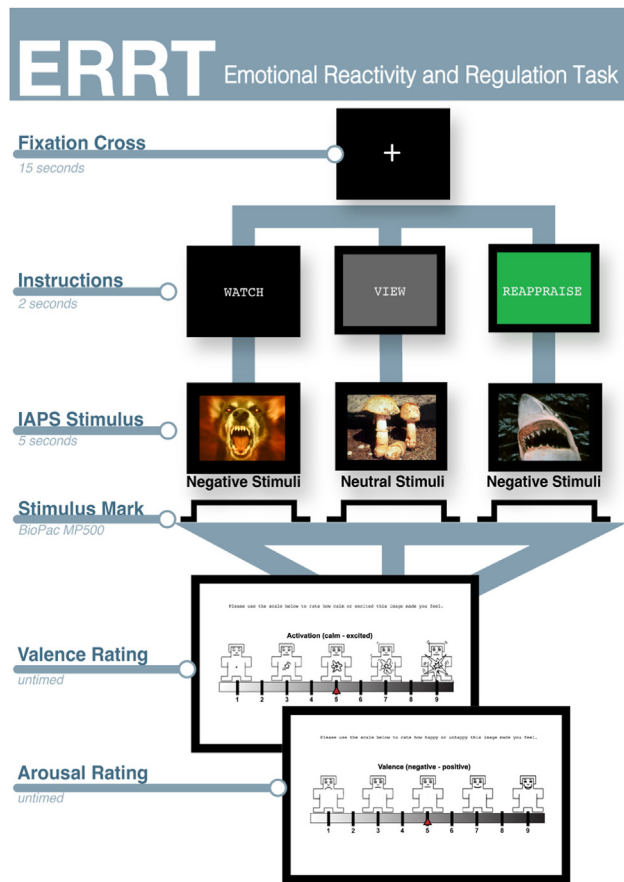 ERRT Emotional Reactivity and Regulation Task
Fixation Cross
15 seconds
Instructions
2 seconds
WATCH
VIEW
REAPPRAISE
IAPS Stimulus
5 seconds
Negative Stimuli
Neutral Stimuli
Negative Stimuli
Stimulus Mark
BioPac MP500
Please use the scale below to rate how calm or excited this image made you feel.
Activation (calm - excited)
1 2 3 4 5 6 7 8 9
Valence Rating
untimed
Please use the scale below to rate how happy or unhappy this image made you feel.
Valence (negative - positive)
1 2 3 4 5 6 7 8 9
Arousal Rating
untimed